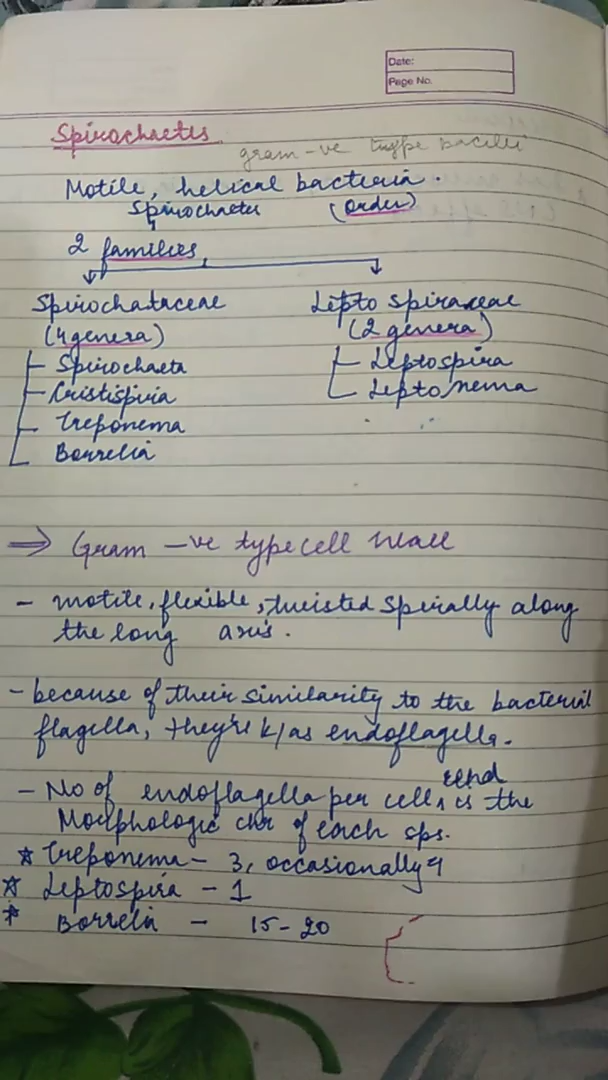 Date:
Page No.
Spirochaetes
gram -ve type bacilli
Motile, helical bacteria.
Spirochaetes (order)
2 families
Spirochataceae Lepto spiraceae
(4 genera) (2 genera)
Spirochaeta Leptospira
Cristispiria Leptonema
Treponema
Borrelia
⇒ Gram -ve type cell wall
- motile, flexible, twisted spirally along
the long axis.
- because of their similarity to the bacterial
flagella, they're k/as endoflagella.
- No of endoflagella per cell is the
Morphologic chr of each sps.
* Treponema - 3, occasionally 4
* Leptospira - 1
* Borrelia - 15-20